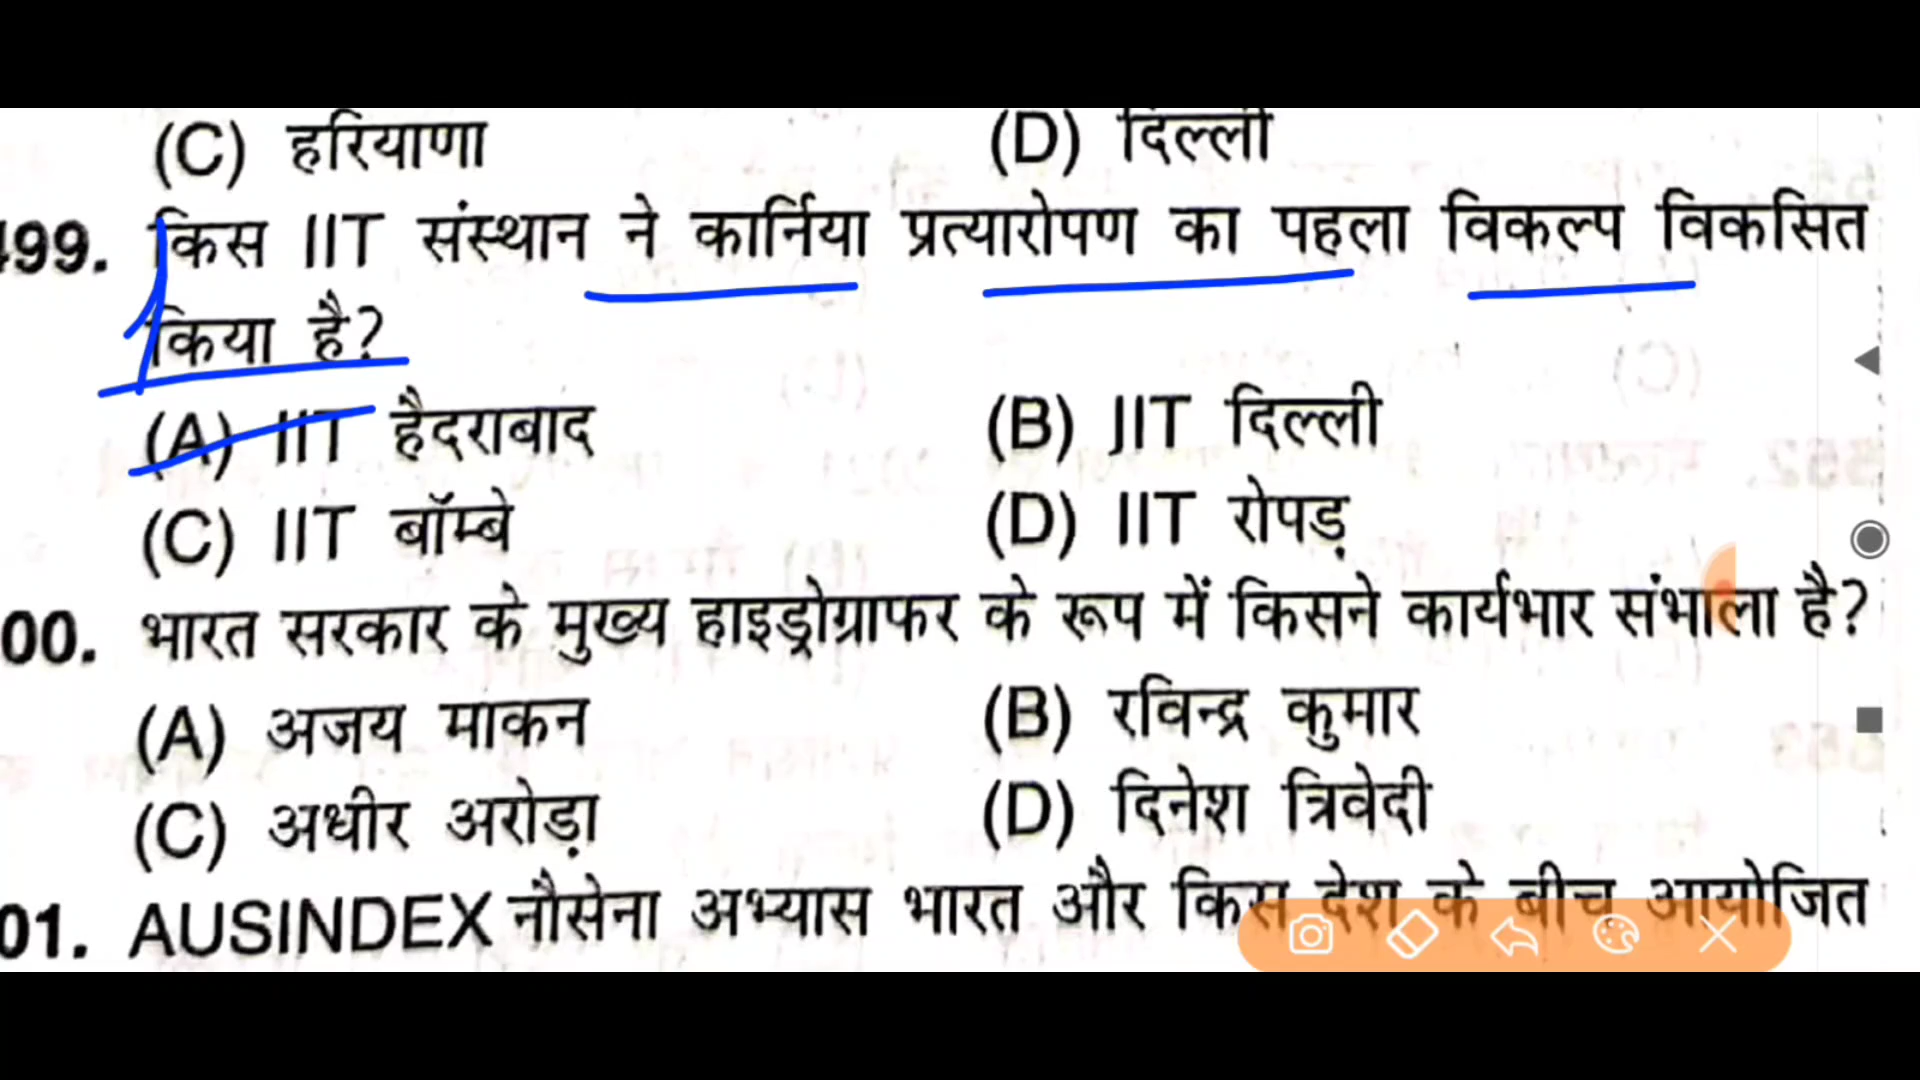 (C) हरियाणा (D) दिल्ली
499. किस IIT संस्थान ने कार्निया प्रत्यारोपण का पहला विकल्प विकसित
किया है?
(A) IIT हैदराबाद (B) IIT दिल्ली
(C) IIT बॉम्बे (D) IIT रोपड़
00. भारत सरकार के मुख्य हाइड्रोग्राफर के रूप में किसने कार्यभार संभाला है?
(A) अजय माकन (B) रविन्द्र कुमार
(C) अधीर अरोड़ा (D) दिनेश त्रिवेदी
01. AUSINDEX नौसेना अभ्यास भारत और किस देश के बीच आयोजित